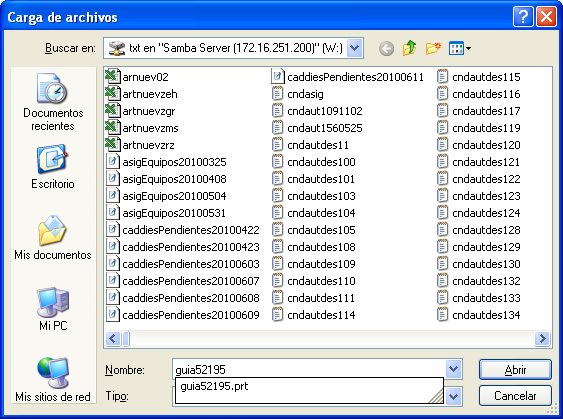 Carga de archivos
Buscar en: txt en "Samba Server (172.16.251.200)" (W:)
Documentos
recientes
Escritorio
Mis documentos
Mi PC
Mis sitios de red
arnuev02
artnuevzeh
artnuevzgr
artnuevzms
artnuevzrz
asigEquipos20100325
asigEquipos20100408
asigEquipos20100504
asigEquipos20100531
caddiesPendientes20100422
caddiesPendientes20100423
caddiesPendientes20100603
caddiesPendientes20100607
caddiesPendientes20100608
caddiesPendientes20100609
caddiesPendientes20100611
cndasig
cndaut1091102
cndaut1560525
cndautdes11
cndautdes100
cndautdes101
cndautdes103
cndautdes104
cndautdes105
cndautdes108
cndautdes109
cndautdes110
cndautdes111
cndautdes114
cndautdes115
cndautdes116
cndautdes117
cndautdes119
cndautdes120
cndautdes121
cndautdes122
cndautdes123
cndautdes124
cndautdes128
cndautdes129
cndautdes130
cndautdes132
cndautdes133
cndautdes134
Nombre: guia52195
guia52195.prt
Tipo:
Abrir
Cancelar